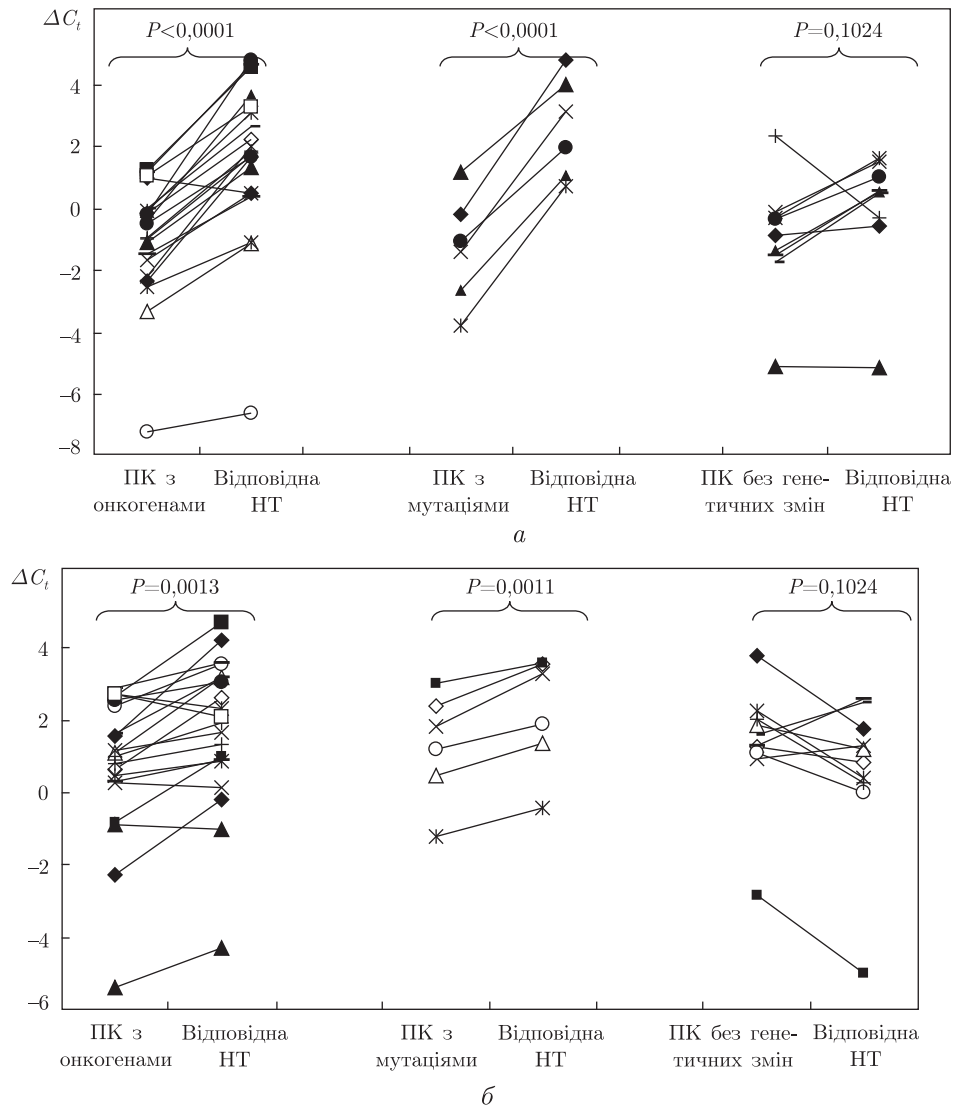 ΔCₜ
P<0,0001
P<0,0001
P=0,1024
4
2
0
–2
–4
–6
–8
ПК з
онкогенами
Відповідна
НТ
ПК з
мутаціями
Відповідна
НТ
ПК без гене-
тичних змін
Відповідна
НТ
а
ΔCₜ
P=0,0013
P=0,0011
P=0,1024
4
2
0
–2
–4
–6
ПК з
онкогенами
Відповідна
НТ
ПК з
мутаціями
Відповідна
НТ
ПК без гене-
тичних змін
Відповідна
НТ
б